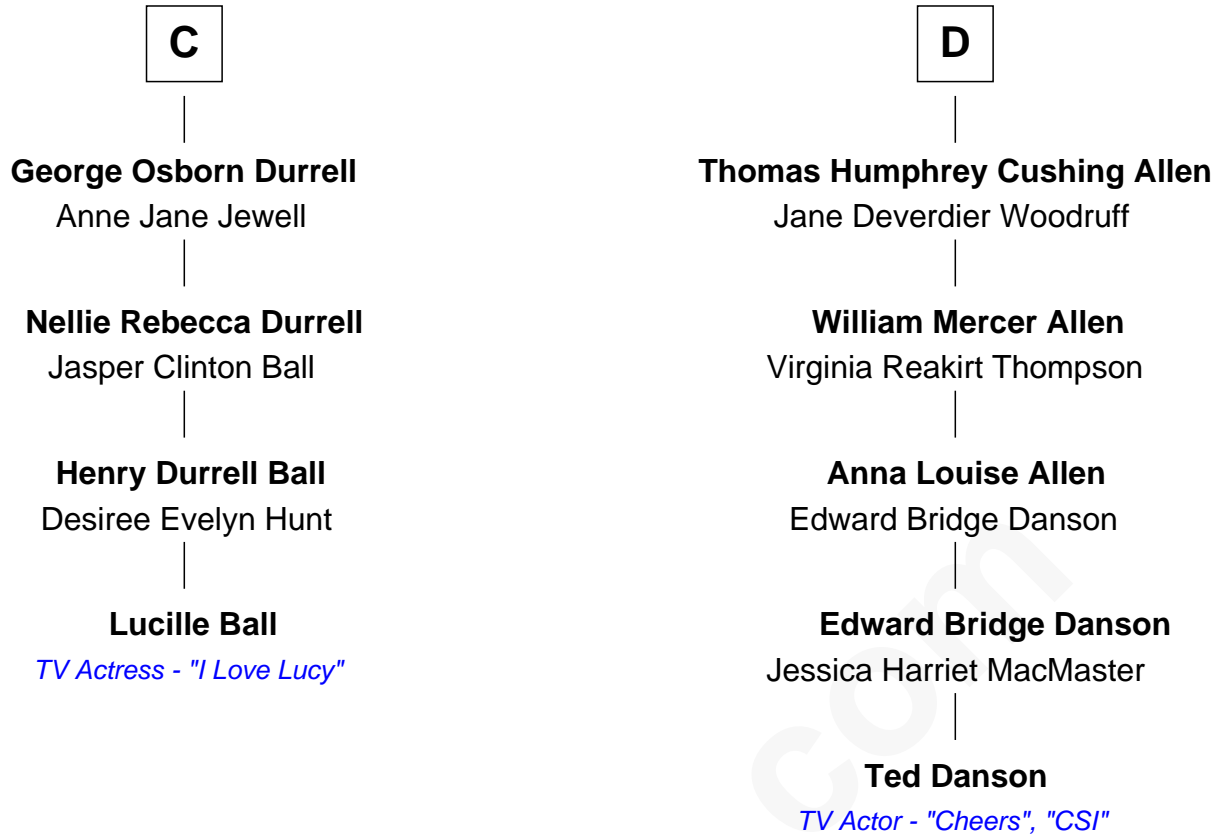 C
George Osborn Durrell
Anne Jane Jewell
Nellie Rebecca Durrell
Jasper Clinton Ball
Henry Durrell Ball
Desiree Evelyn Hunt
Lucille Ball
TV Actress - "I Love Lucy"
D
Thomas Humphrey Cushing Allen
Jane Deverdier Woodruff
William Mercer Allen
Virginia Reakirt Thompson
Anna Louise Allen
Edward Bridge Danson
Edward Bridge Danson
Jessica Harriet MacMaster
Ted Danson
TV Actor - "Cheers", "CSI"
com